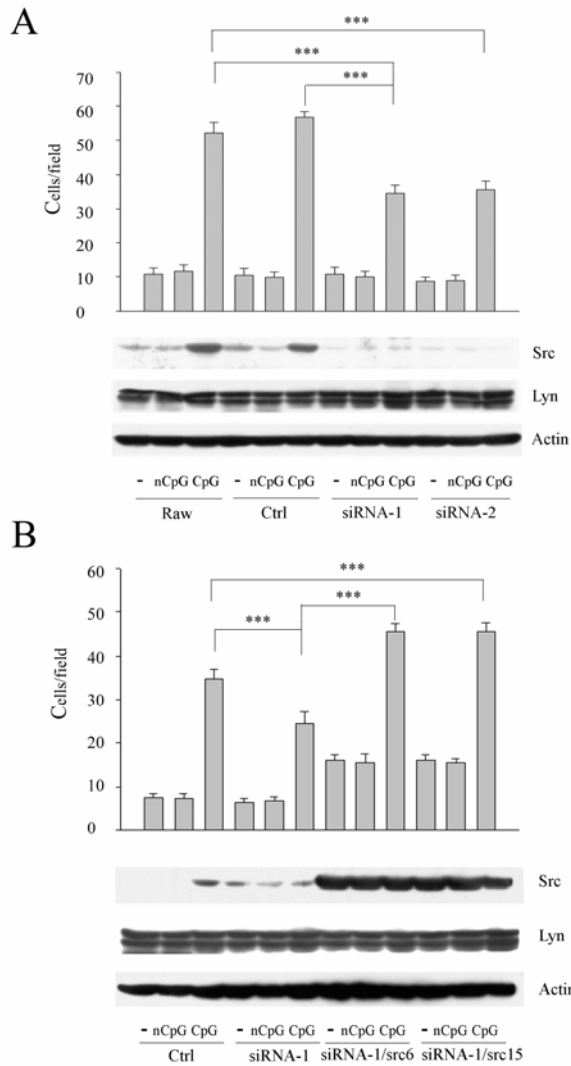 A
*** 
***
***
Cells/field
70
60
50
40
30
20
10
0
Src
Lyn
Actin
- nCpG CpG - nCpG CpG - nCpG CpG - nCpG CpG
Raw Ctrl siRNA-1 siRNA-2
B
***
***
***
Cells/field
60
50
40
30
20
10
0
Src
Lyn
Actin
- nCpG CpG - nCpG CpG - nCpG CpG - nCpG CpG
Ctrl siRNA-1 siRNA-1/src6 siRNA-1/src15